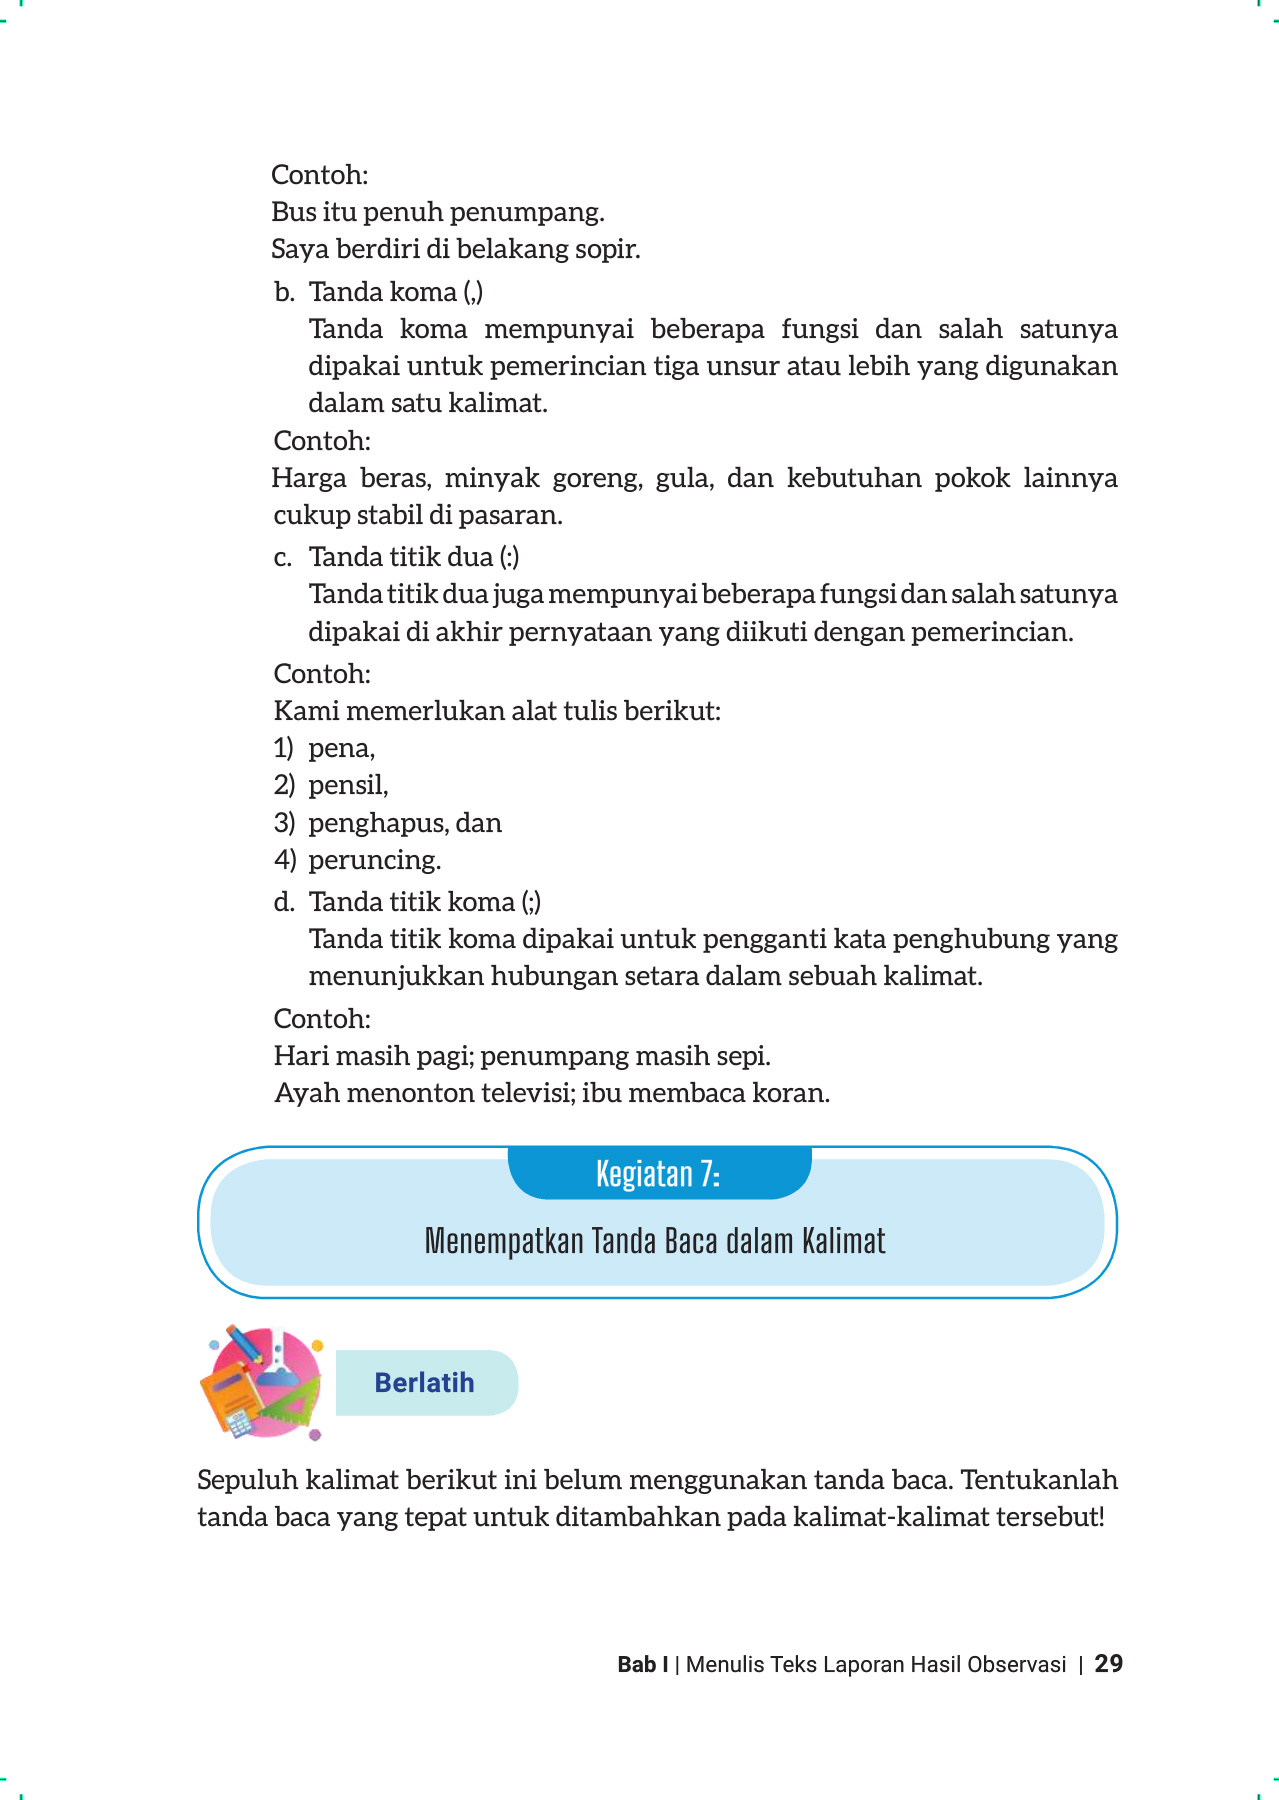 Contoh:
Bus itu penuh penumpang.
Saya berdiri di belakang sopir.
b. Tanda koma (,)
Tanda koma mempunyai beberapa fungsi dan salah satunya
dipakai untuk pemerincian tiga unsur atau lebih yang digunakan
dalam satu kalimat.
Contoh:
Harga beras, minyak goreng, gula, dan kebutuhan pokok lainnya
cukup stabil di pasaran.
c. Tanda titik dua (:)
Tanda titik dua juga mempunyai beberapa fungsi dan salah satunya
dipakai di akhir pernyataan yang diikuti dengan pemerincian.
Contoh:
Kami memerlukan alat tulis berikut:
1) pena,
2) pensil,
3) penghapus, dan
4) peruncing.
d. Tanda titik koma (;)
Tanda titik koma dipakai untuk pengganti kata penghubung yang
menunjukkan hubungan setara dalam sebuah kalimat.
Contoh:
Hari masih pagi; penumpang masih sepi.
Ayah menonton televisi; ibu membaca koran.
Kegiatan 7:
Menempatkan Tanda Baca dalam Kalimat
Berlatih
Sepuluh kalimat berikut ini belum menggunakan tanda baca. Tentukanlah
tanda baca yang tepat untuk ditambahkan pada kalimat-kalimat tersebut!
Bab I | Menulis Teks Laporan Hasil Observasi | 29